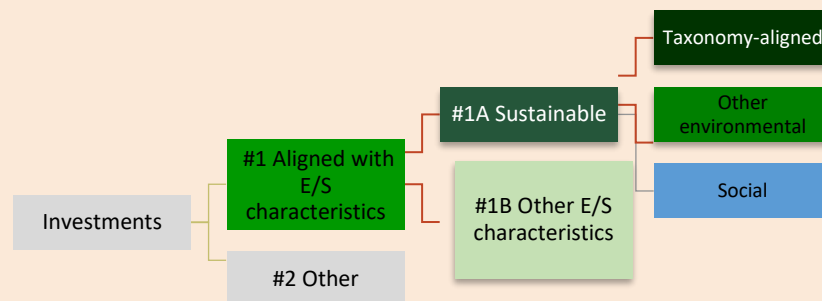 Taxonomy-aligned
#1A Sustainable
Other
environmental
#1 Aligned with
E/S
characteristics
Social
#1B Other E/S
characteristics
Investments
#2 Other